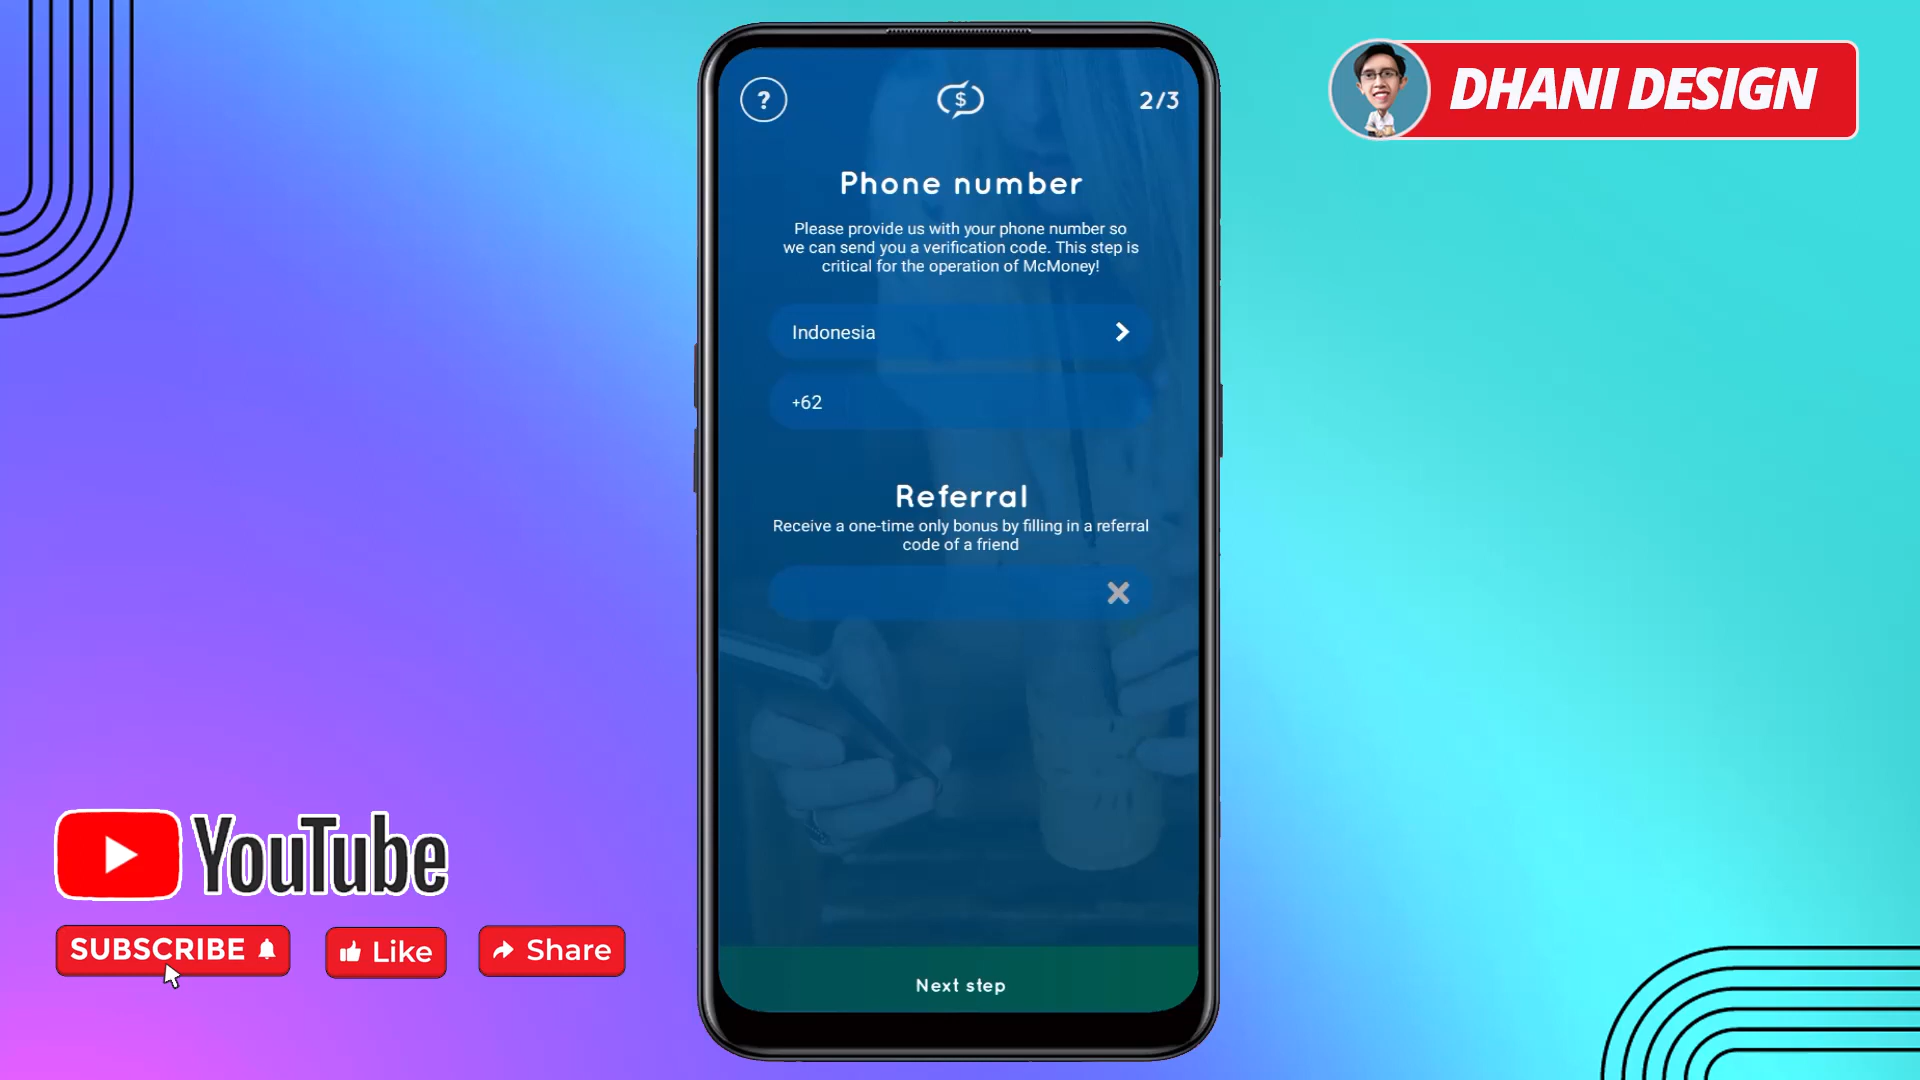 DHANI DESIGN
?
$
2/3
Phone number
Please provide us with your phone number so
we can send you a verification code. This step is
critical for the operation of McMoney!
Indonesia
+62
Referral
Receive a one-time only bonus by filling in a referral
code of a friend
Next step
YouTube
SUBSCRIBE
Like
Share